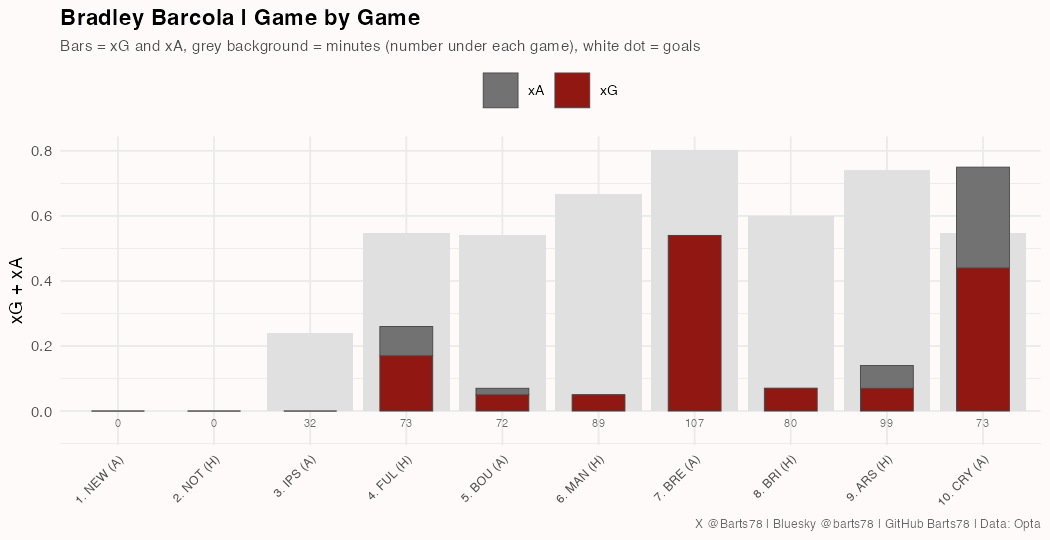 Bradley Barcola | Game by Game
Bars = xG and xA, grey background = minutes (number under each game), white dot = goals
xA xG
xG + xA
0.8
0.6
0.4
0.2
0.0
0 0 32 73 72 89 107 80 99 73
1. NEW (A) 2. NOT (H) 3. IPS (A) 4. FUL (H) 5. BOU (A) 6. MAN (H) 7. BRE (A) 8. BRI (H) 9. ARS (H) 10. CRY (A)
X @Barts78 | Bluesky @barts78 | GitHub Barts78 | Data: Opta